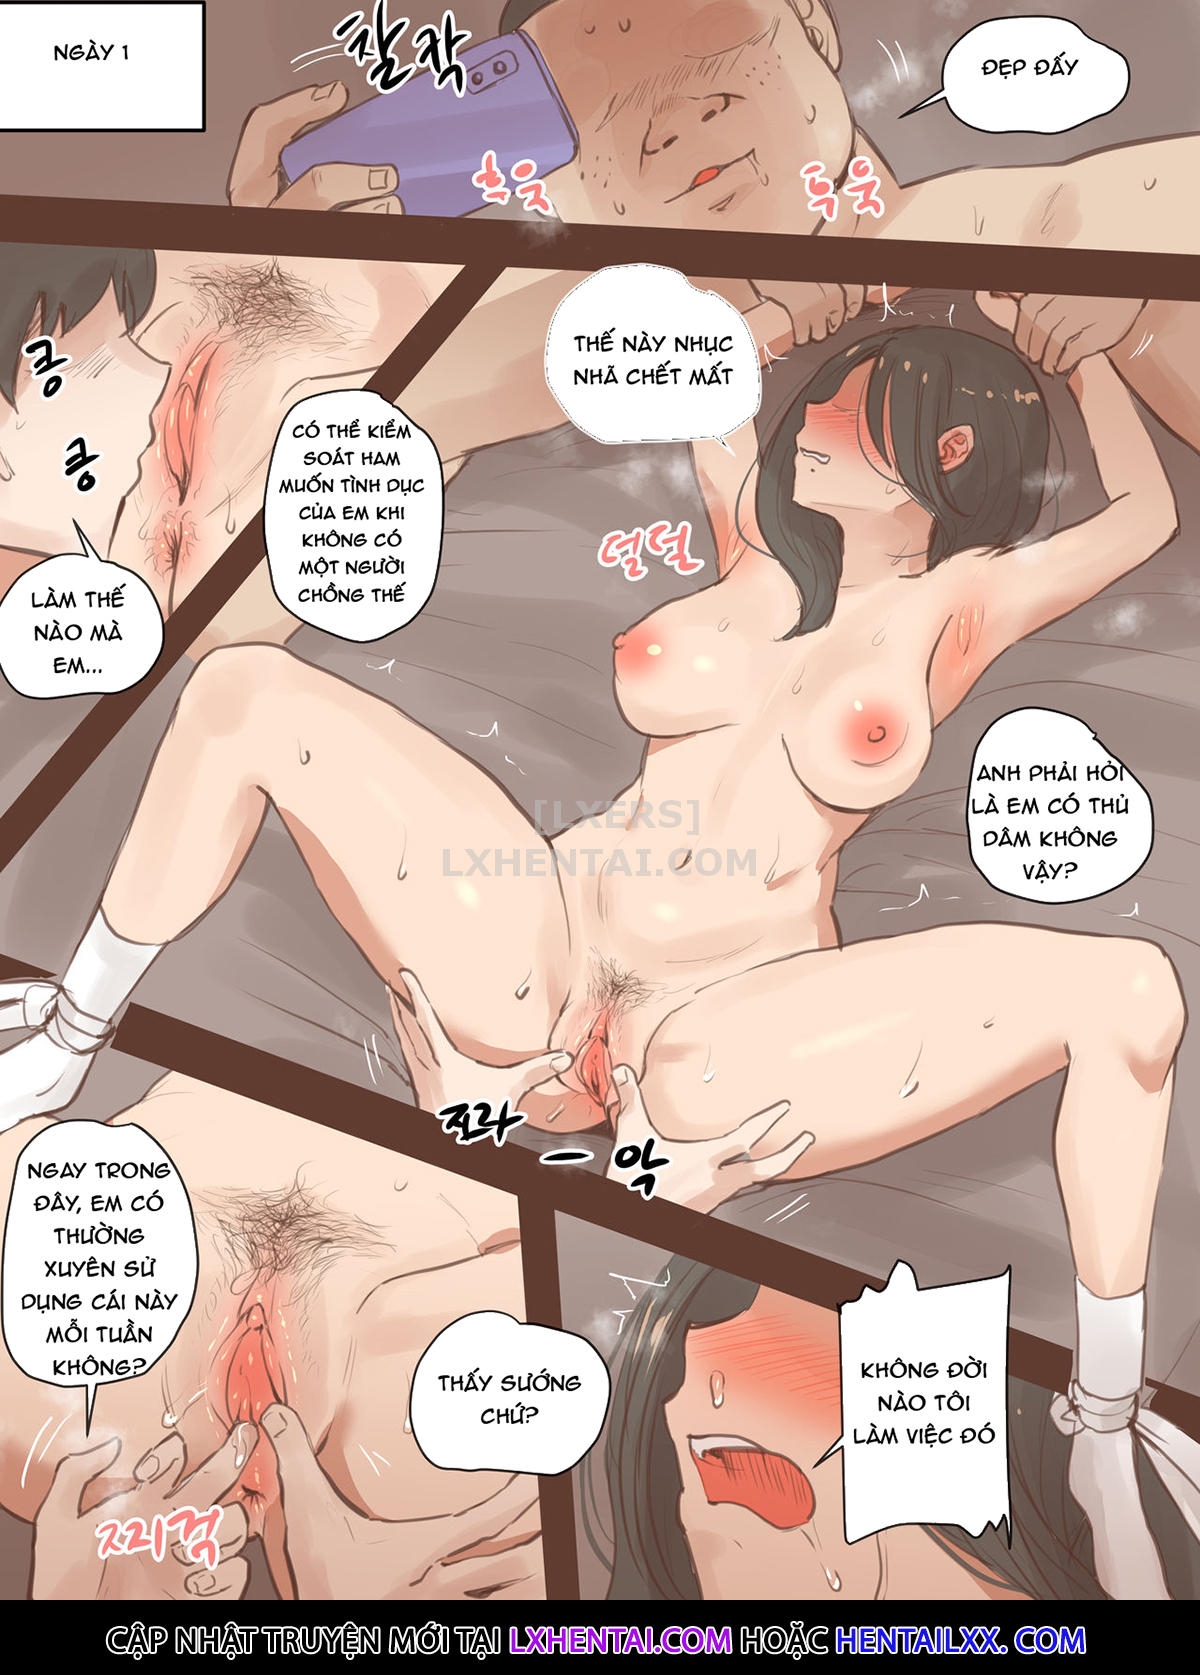 NGÀY 1
찰칵
ĐẸP ĐẤY
흐읏
투욱
킁
킁
THẾ NÀY NHỤC
NHÃ CHẾT MẤT
CÓ THỂ KIỂM
SOÁT HAM
MUỐN TÌNH DỤC
CỦA EM KHI
KHÔNG CÓ
MỘT NGƯỜI
CHỒNG THẾ
LÀM THẾ
NÀO MÀ
EM...
덜덜
ANH PHẢI HỎI
LÀ EM CÓ THỦ
DÂM KHÔNG
VẬY?
[LXERS]
LXHENTAI.COM
쪼라
ㅡ 악
NGAY TRONG
ĐÂY, EM CÓ
THƯỜNG
XUYÊN SỬ
DỤNG CÁI NÀY
MỖI TUẦN
KHÔNG?
THẤY SƯỚNG
CHỨ?
KHÔNG ĐỜI
NÀO TÔI
LÀM VIỆC ĐÓ
찌걱
CẬP NHẬT TRUYỆN MỚI TẠI LXHENTAI.COM HOẶC HENTAILXX. COM